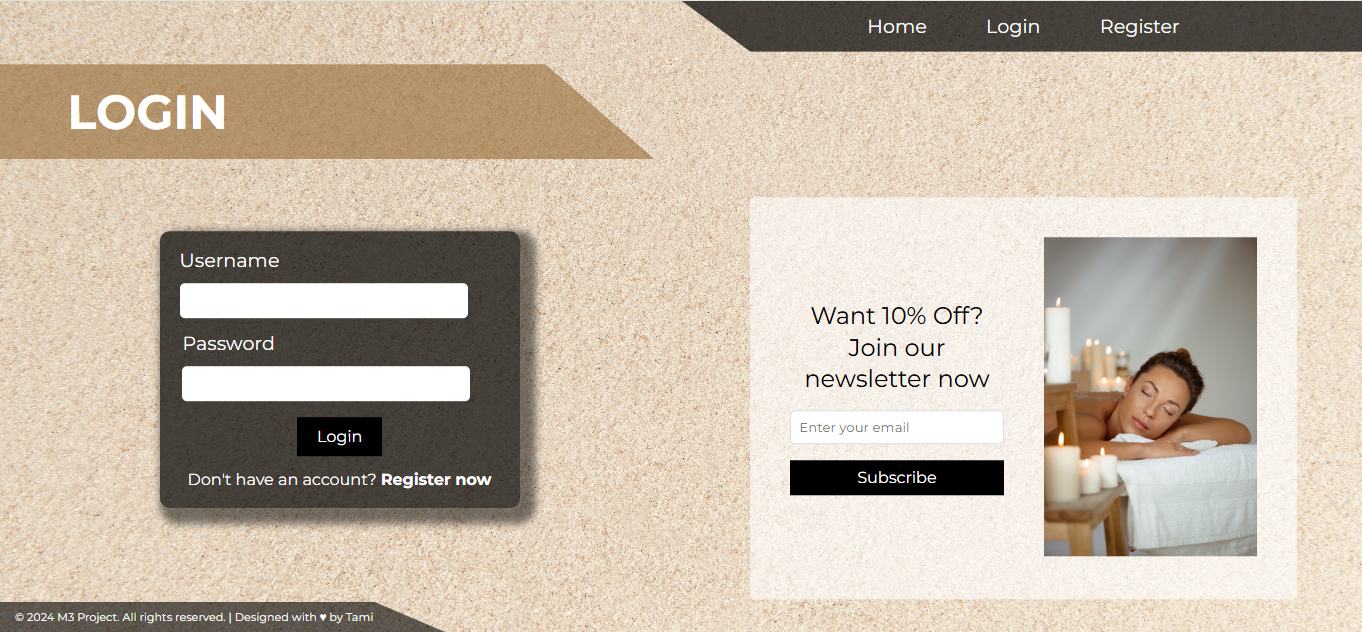 Home Login Register
LOGIN
Username
Password
Login
Don't have an account? Register now
Want 10% Off?
Join our
newsletter now
Enter your email
Subscribe
© 2024 M3 Project. All rights reserved. | Designed with ♥ by Tami